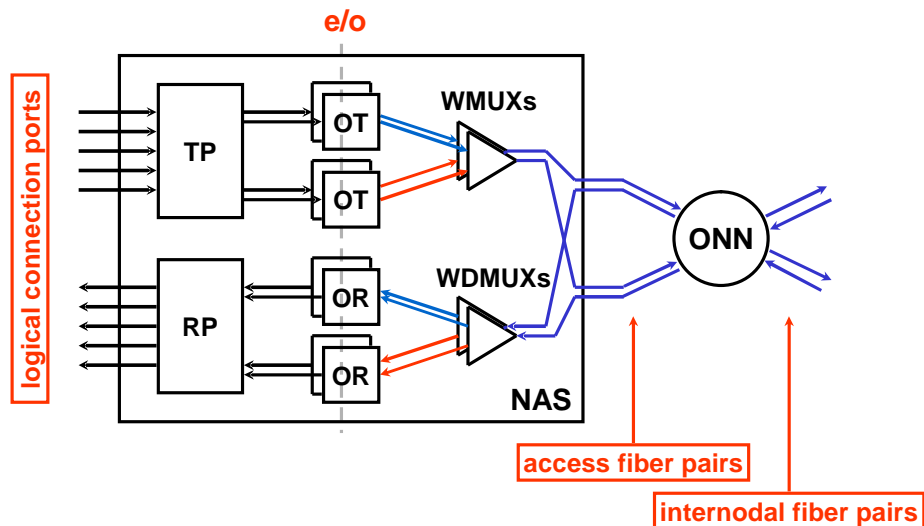 e/o
logical connection ports
TP
OT
OT
WMUXs
ONN
RP
OR
OR
WDMUXs
NAS
access fiber pairs
internodal fiber pairs